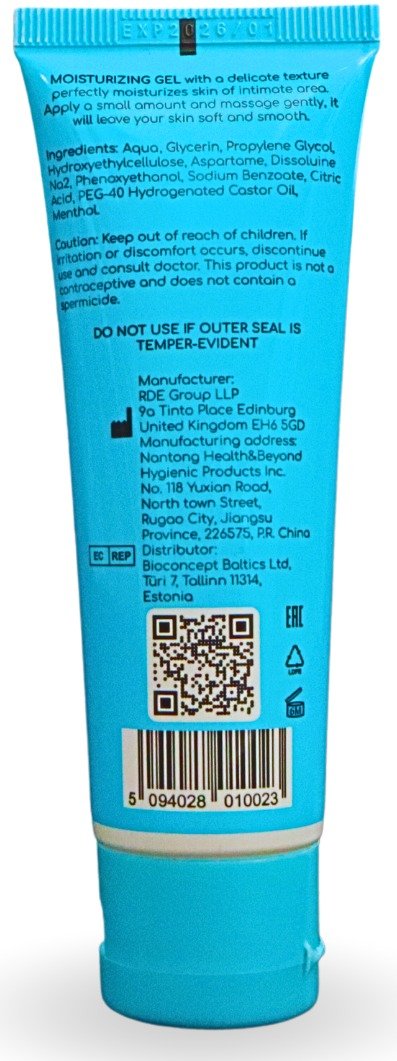 EXP2026/01
MOISTURIZING GEL with a delicate texture
perfectly moisturizes skin of intimate area.
Apply a small amount and massage gently, it
will leave your skin soft and smooth.
Ingredients: Aqua, Glycerin, Propylene Glycol,
Hydroxyethylcellulose, Aspartame, Dissoluine
Na2, Phenoxyethanol, Sodium Benzoate, Citric
Acid, PEG-40 Hydrogenated Castor Oil,
Menthol.
Caution: Keep out of reach of children. If
irritation or discomfort occurs, discontinue
use and consult doctor. This product is not a
contraceptive and does not contain a
spermicide.
DO NOT USE IF OUTER SEAL IS
TEMPER-EVIDENT
Manufacturer:
RDE Group LLP
9a Tinto Place Edinburg
United Kingdom EH6 5GD
Manufacturing address:
Nantong Health&Beyond
Hygienic Products Inc.
No. 118 Yuxian Road,
North town Street,
Rugao City, Jiangsu
Province, 226575, P.R. China
EC REP
Distributor:
Bioconcept Baltics Ltd,
Türi 7, Tallinn 11314,
Estonia
EAC
LDPE
6M
5 094028 010023